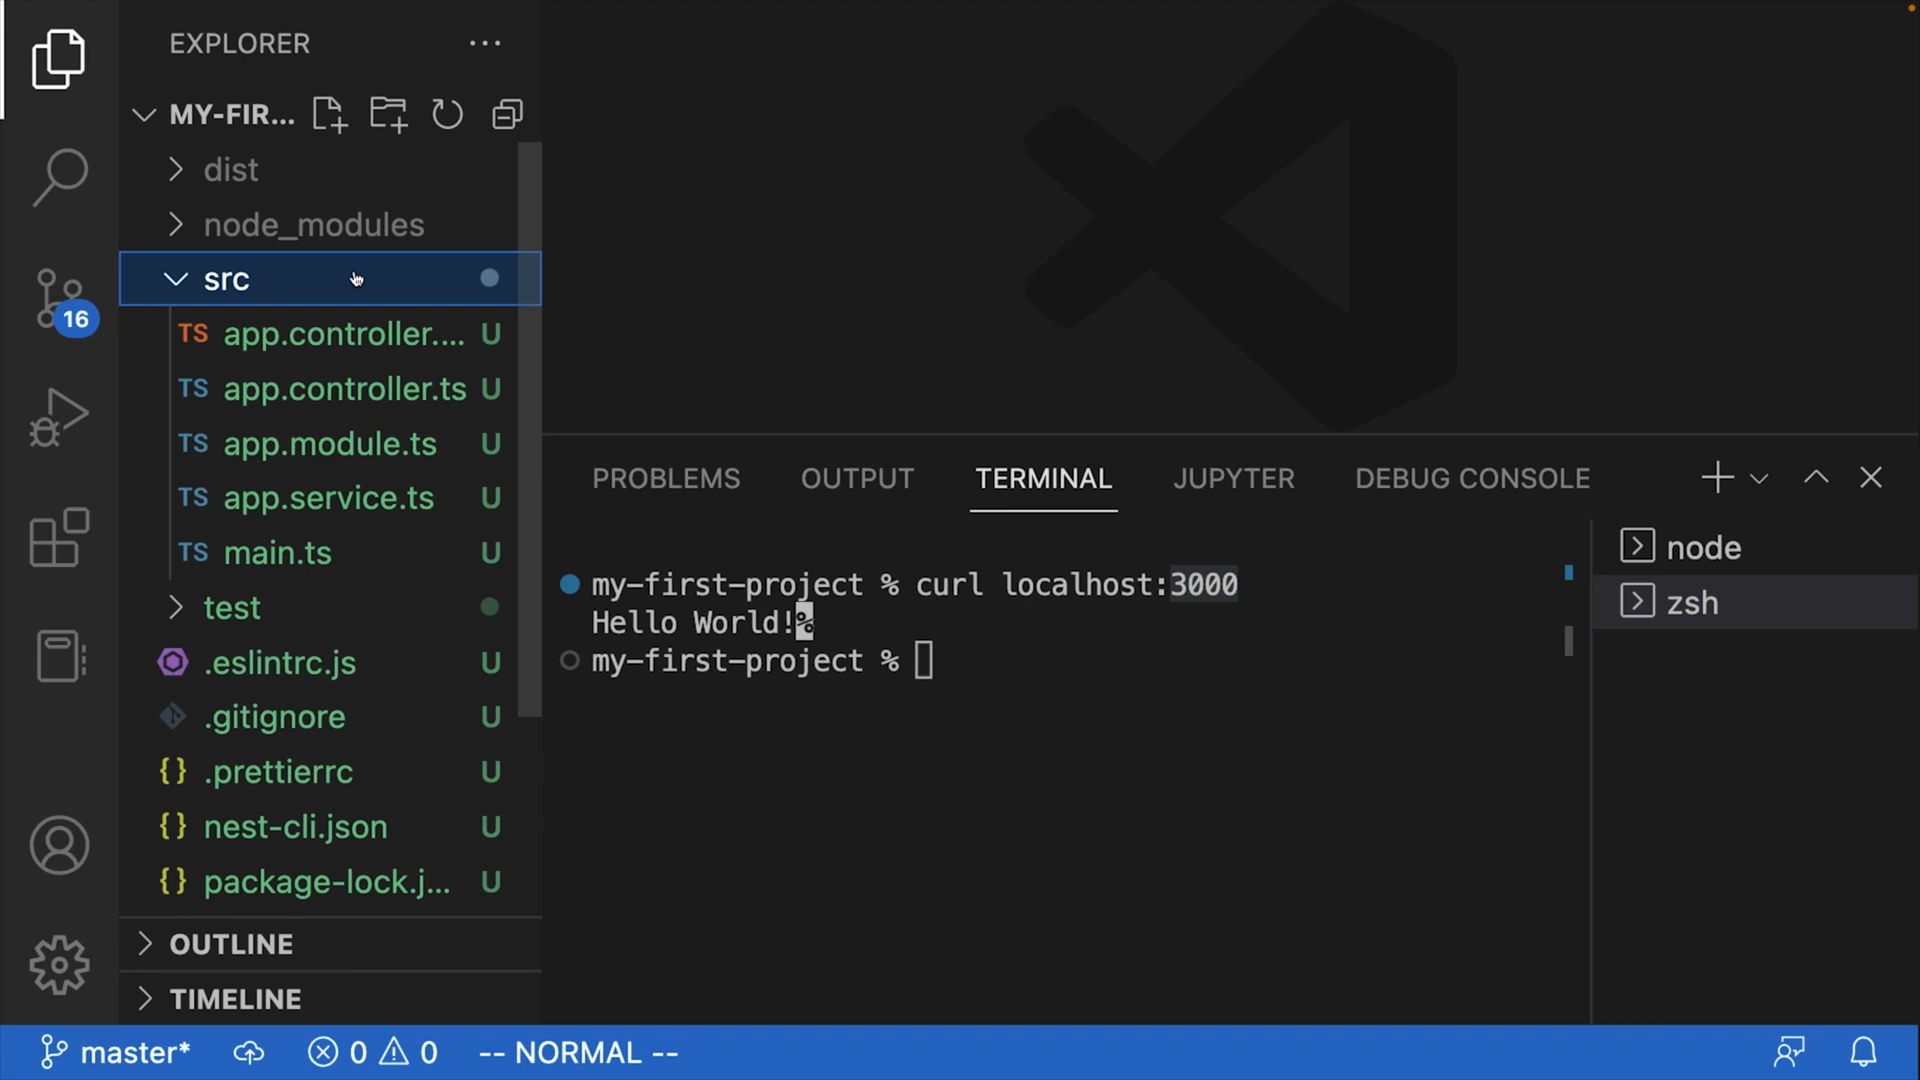 EXPLORER
MY-FIR...
dist
node_modules
src
TS app.controller.... U
TS app.controller.ts U
TS app.module.ts U
TS app.service.ts U
TS main.ts U
test
.eslintrc.js U
.gitignore U
{} .prettierrc U
{} nest-cli.json U
{} package-lock.j... U
OUTLINE
TIMELINE
16
PROBLEMS OUTPUT TERMINAL JUPYTER DEBUG CONSOLE
my-first-project % curl localhost:3000
Hello World!%
my-first-project %
node
zsh
master* 0 0 -- NORMAL --